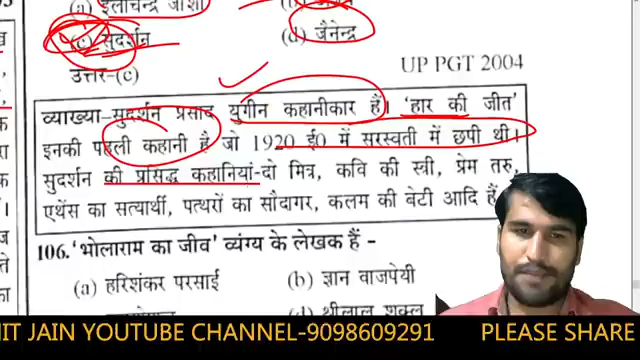 (a) इलाचन्द्र जोशी
(c) सुदर्शन
(d) जैनेन्द्र
उत्तर-(c)
UP PGT 2004
व्याख्या–सुदर्शन प्रसाद युगीन कहानीकार हैं। 'हार की जीत'
इनकी पहली कहानी है जो 1920 ई0 में सरस्वती में छपी थी।
सुदर्शन की प्रसिद्ध कहानियां-दो मित्र, कवि की स्त्री, प्रेम तरु,
एथेंस का सत्यार्थी, पत्थरों का सौदागर, कलम की बेटी आदि हैं
106. 'भोलाराम का जीव' व्यंग्य के लेखक हैं -
(a) हरिशंकर परसाई
(b) ज्ञान वाजपेयी
(d) श्रीलाल शुक्ल
JAIN YOUTUBE CHANNEL-9098609291
PLEASE SHARE